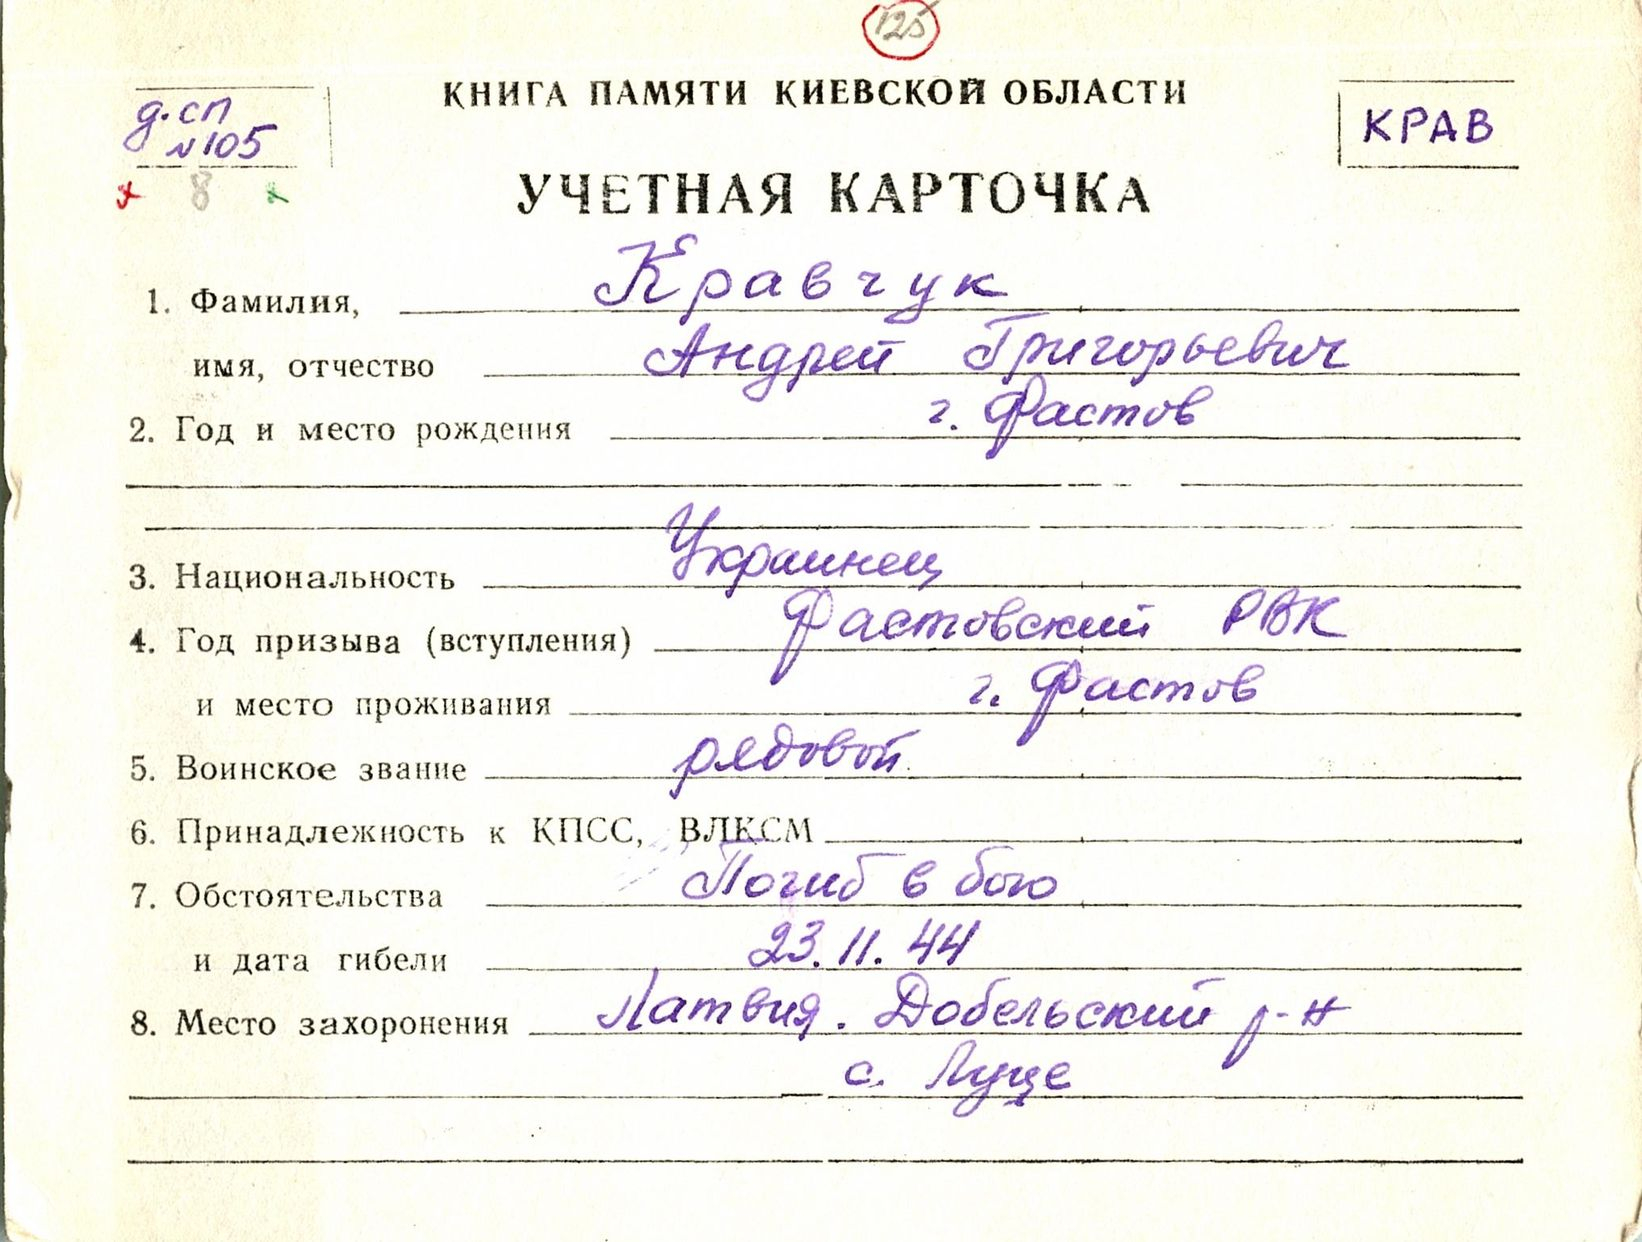 125
КНИГА ПАМЯТИ КИЕВСКОЙ ОБЛАСТИ
д.сп
№105
КРАВ
8
УЧЕТНАЯ КАРТОЧКА
1. Фамилия, Кравчук
имя, отчество Андрей Григорьевич
2. Год и место рождения г. Фастов
3. Национальность Украинец
4. Год призыва (вступления) Фастовский РВК
и место проживания г. Фастов
5. Воинское звание рядовой
6. Принадлежность к КПСС, ВЛКСМ
7. Обстоятельства Погиб в бою
и дата гибели 23.11.44
8. Место захоронения Латвия. Добельский р-н
с. Луце